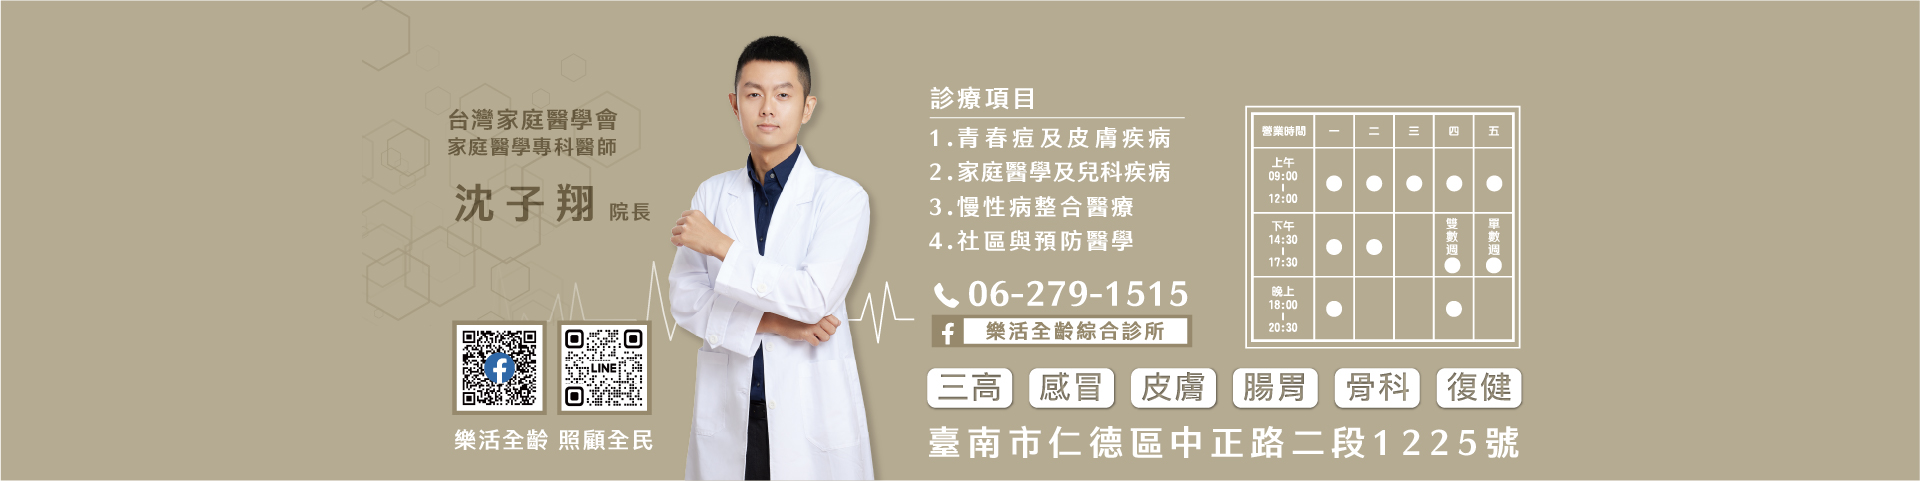 台灣家庭醫學會
家庭醫學專科醫師
沈子翔 院長
LINE
樂活全齡 照顧全民
診療項目
1.青春痘及皮膚疾病
2.家庭醫學及兒科疾病
3.慢性病整合醫療
4.社區與預防醫學
06-279-1515
f 樂活全齡綜合診所
營業時間 一 二 三 四 五
上午
09:00
|
12:00
下午
14:30
|
17:30
雙數週
單數週
晚上
18:00
|
20:30
三高 感冒 皮膚 腸胃 骨科 復健
臺南市仁德區中正路二段1225號